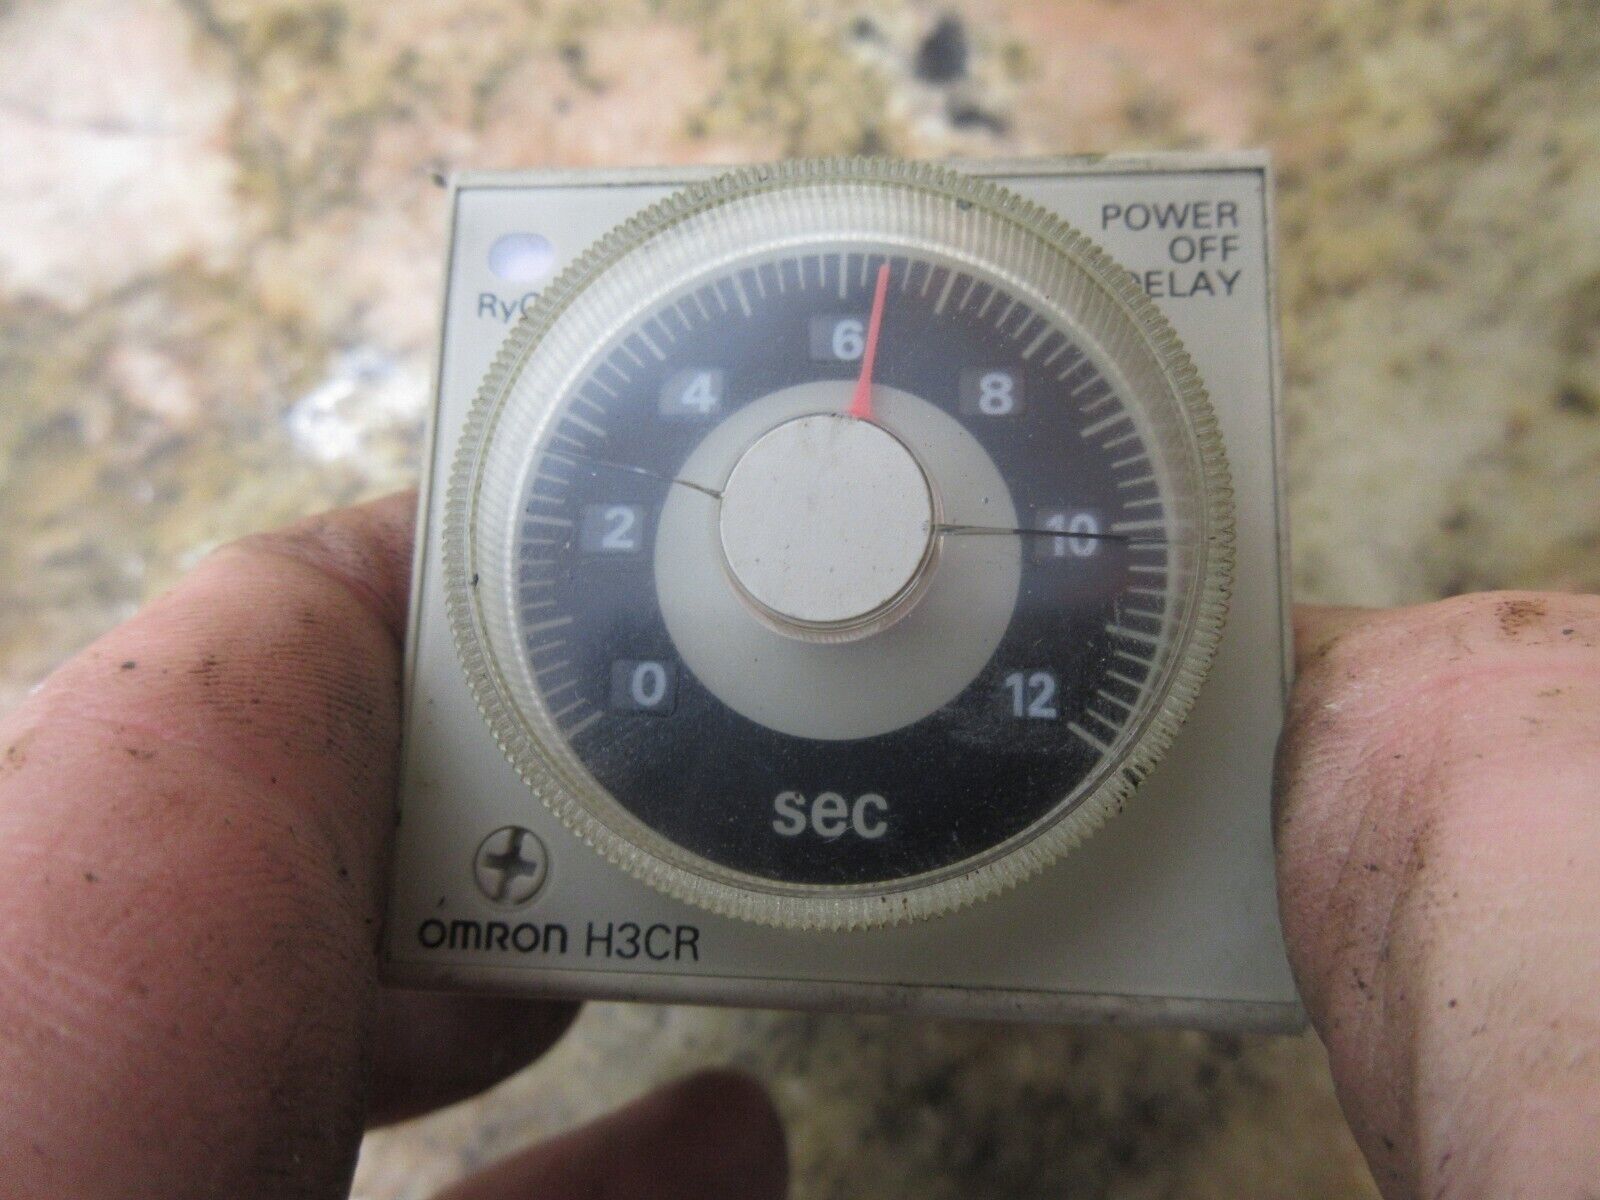 POWER
OFF
DELAY
6
4
8
2
10
0
12
sec
OMRON H3CR